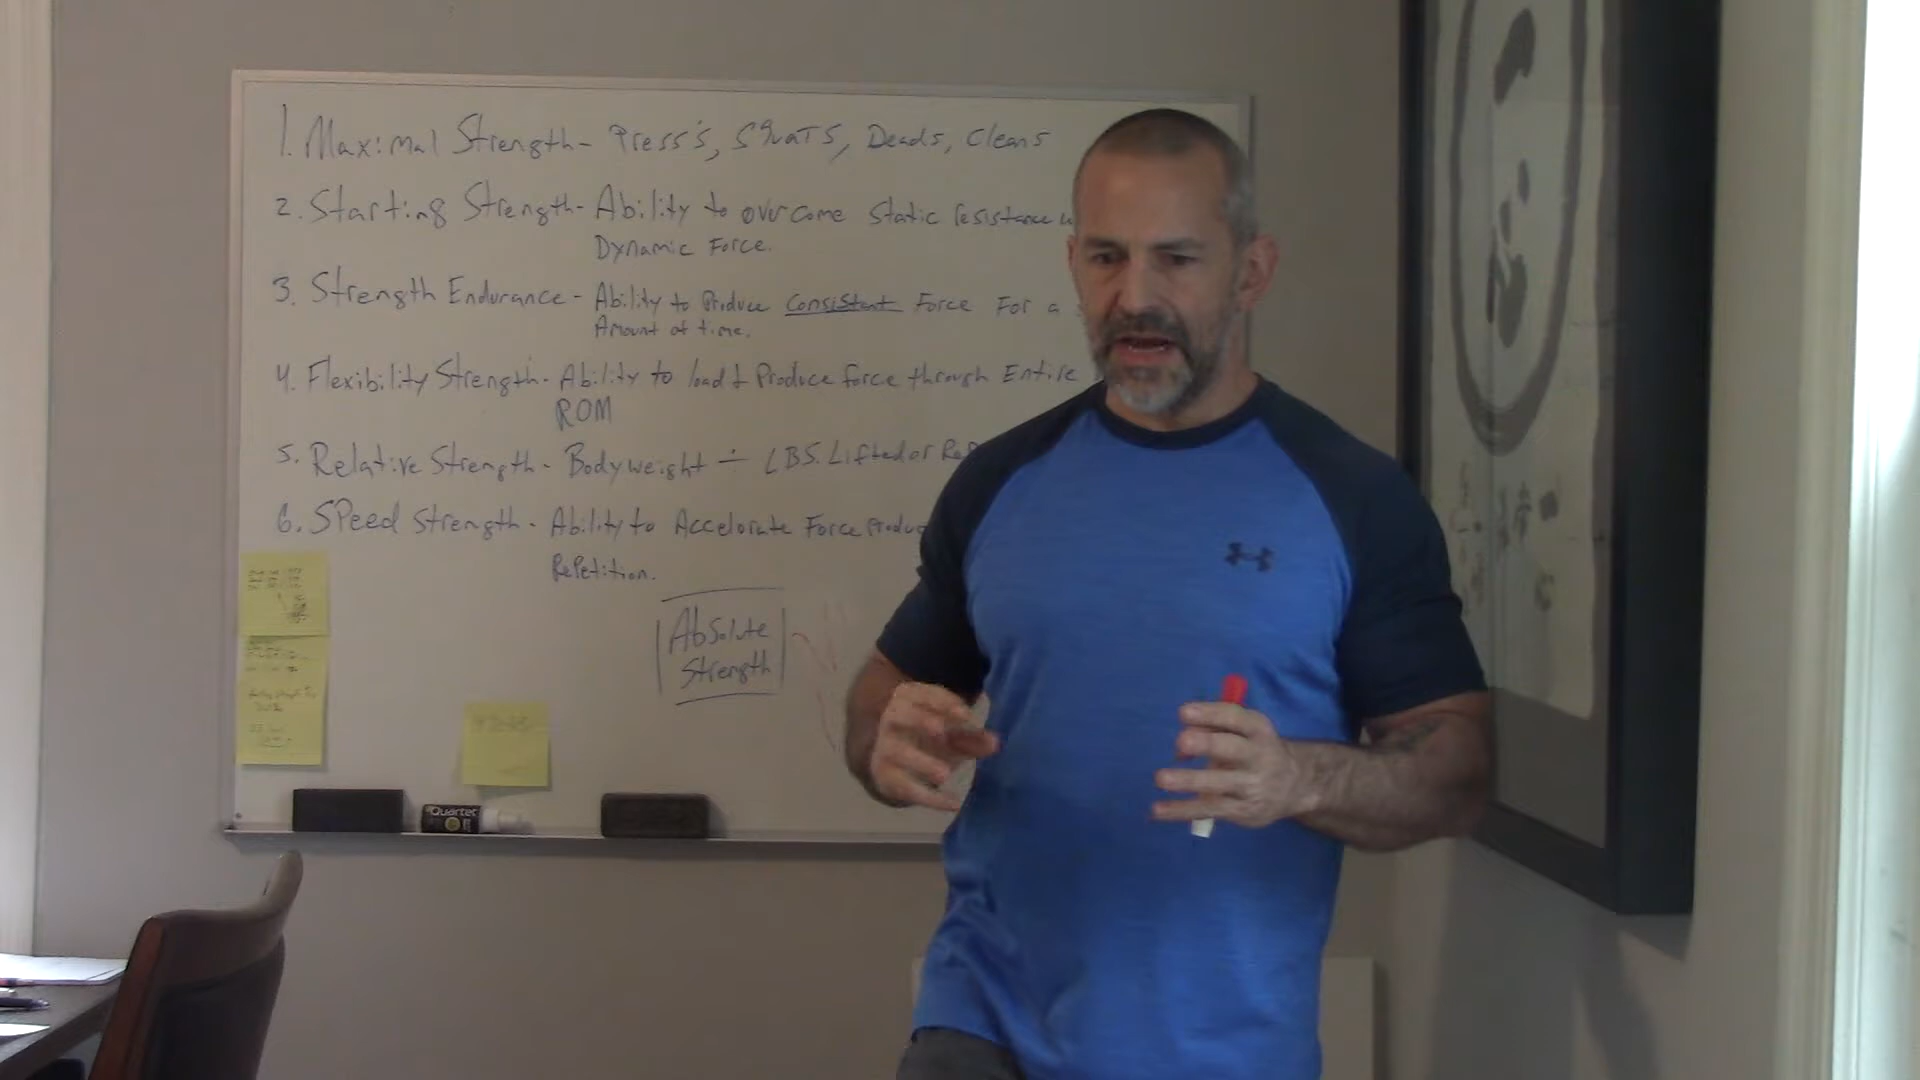 1. Maximal Strength - Press's, SquaTS, Deads, Cleans
2. Starting Strength - Ability to overcome Static resistance
Dynamic Force.
3. Strength Endurance - Ability to Produce Consistent Force For a
Amount of time.
4. Flexibility Strength - Ability to load & Produce force through Entire
ROM
5. Relative Strength - Bodyweight ÷ LBS. Lifted or
6. SPeed Strength - Ability to Accelorate Force
RePetition.
Absolute
Strength
Quartet